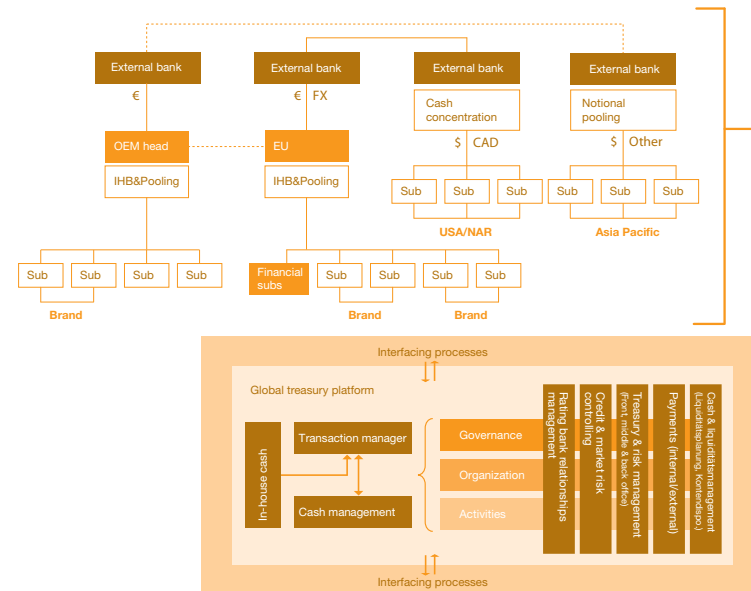 External bank
External bank
External bank
External bank
€
€ FX
Cash
concentration
Notional
pooling
OEM head
EU
$ CAD
$ Other
IHB&Pooling
IHB&Pooling
Sub
Sub
Sub
Sub
Sub
Sub
USA/NAR
Asia Pacific
Sub
Sub
Sub
Sub
Financial
subs
Sub
Sub
Sub
Sub
Brand
Brand
Brand
Interfacing processes
Global treasury platform
In-house cash
Transaction manager
Cash management
Governance
Organization
Activities
Rating bank relationships
management
Credit & market risk
controlling
Treasury & risk management
(Front, middle & back office)
Payments (internal/external)
Cash & liquiditätsmanagement
(Liquiditätsplanung, Kontendispo.)
Interfacing processes